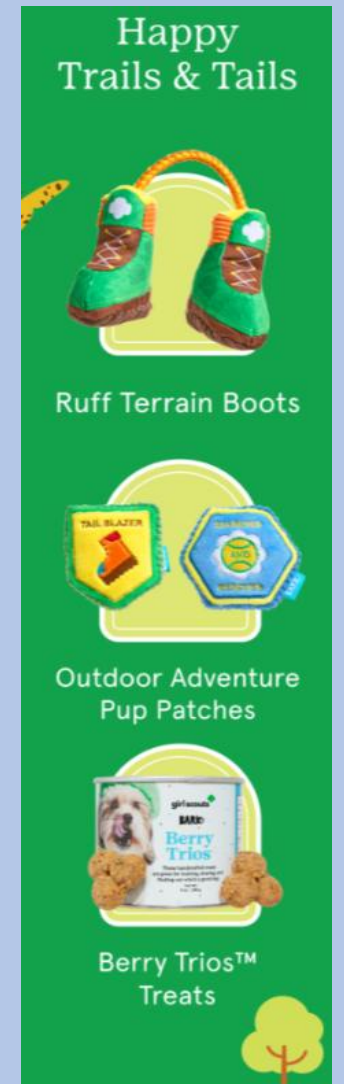 Happy
Trails & Tails
Ruff Terrain Boots
TAIL BLAZER
AND
Outdoor Adventure
Pup Patches
girl scouts
BARK
Berry
Trios
Berry Trios™
Treats